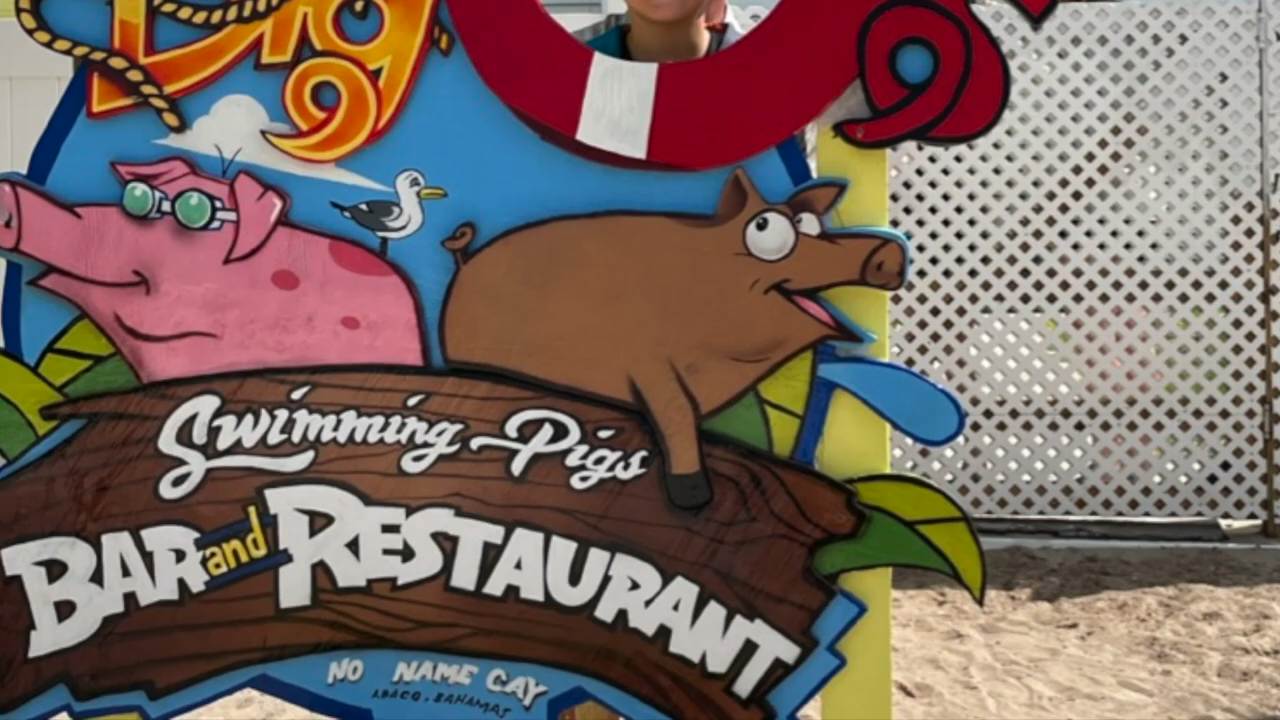 Swimming Pigs
BAR and RESTAURANT
NO NAME CAY
ABACO. BAHAMAS